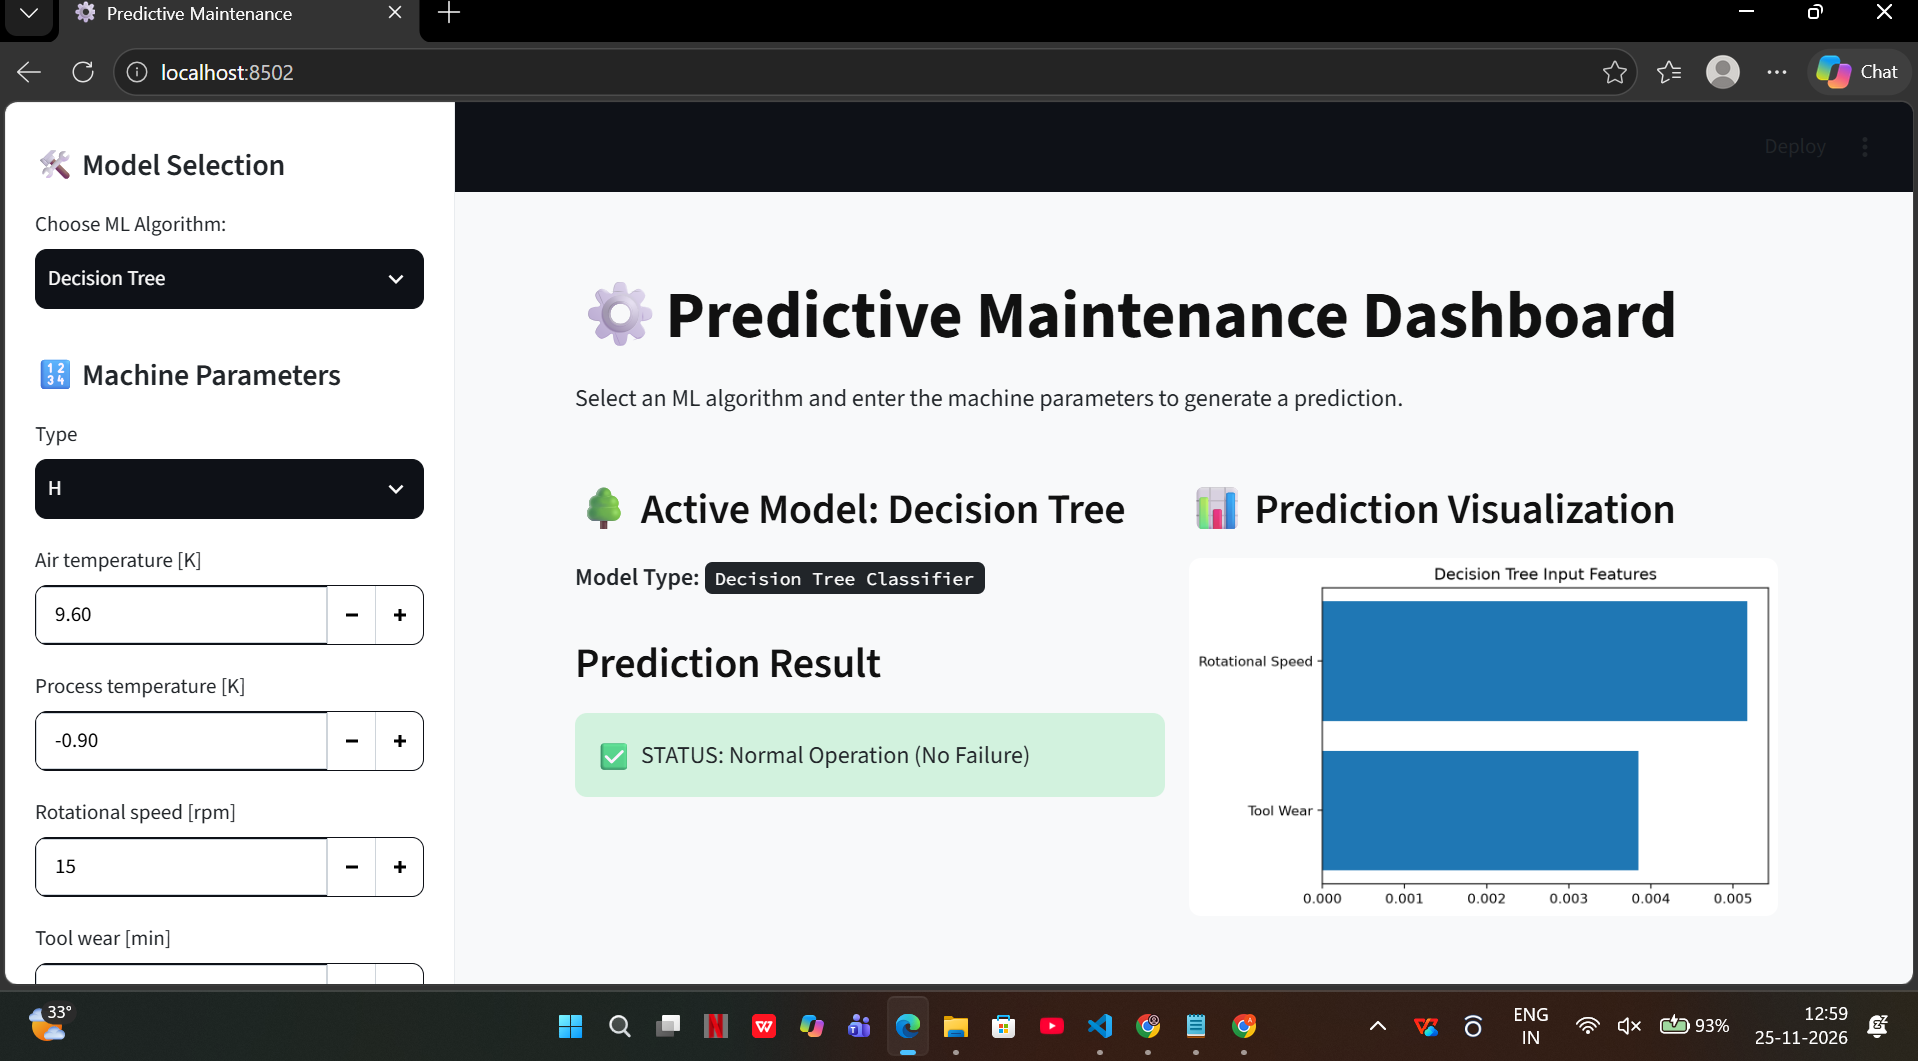 Predictive Maintenance
localhost:8502
Chat
Model Selection
Choose ML Algorithm:
Decision Tree
1 2
3 4
Machine Parameters
Type
H
Air temperature [K]
9.60
Process temperature [K]
-0.90
Rotational speed [rpm]
15
Tool wear [min]
Deploy
Predictive Maintenance Dashboard
Select an ML algorithm and enter the machine parameters to generate a prediction.
Active Model: Decision Tree
Model Type: Decision Tree Classifier
Prediction Result
STATUS: Normal Operation (No Failure)
Prediction Visualization
Decision Tree Input Features
Rotational Speed
Tool Wear
0.000 0.001 0.002 0.003 0.004 0.005
33°
ENG
IN
93%
12:59
25-11-2026